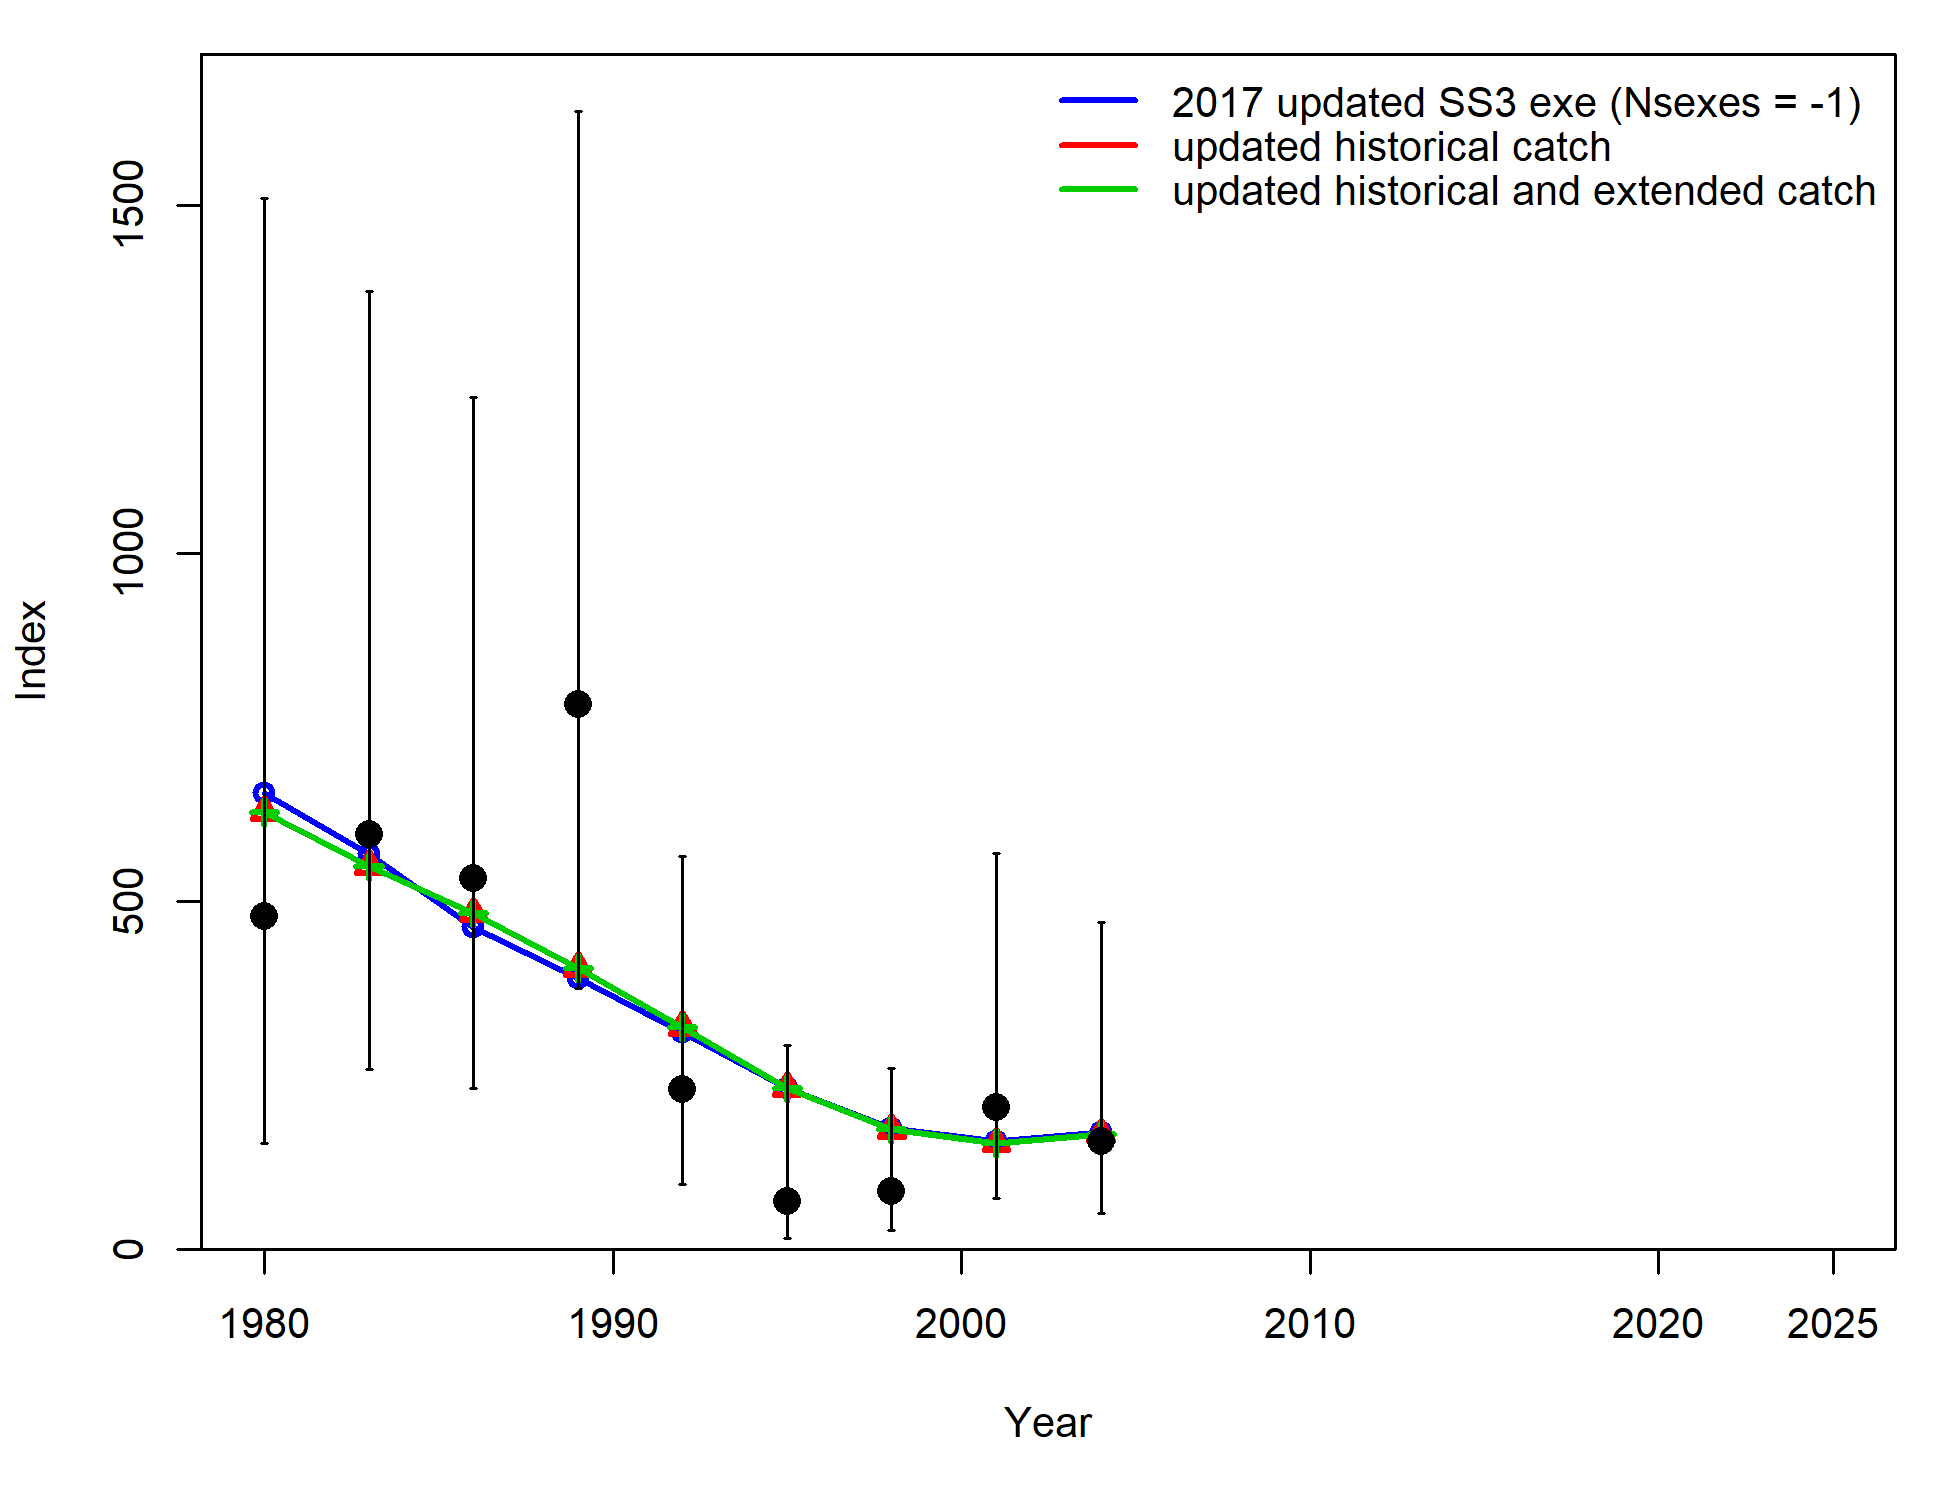 2017 updated SS3 exe (Nsexes = -1)
updated historical catch
updated historical and extended catch
1500
1000
500
0
Index
1980 1990 2000 2010 2020 2025
Year